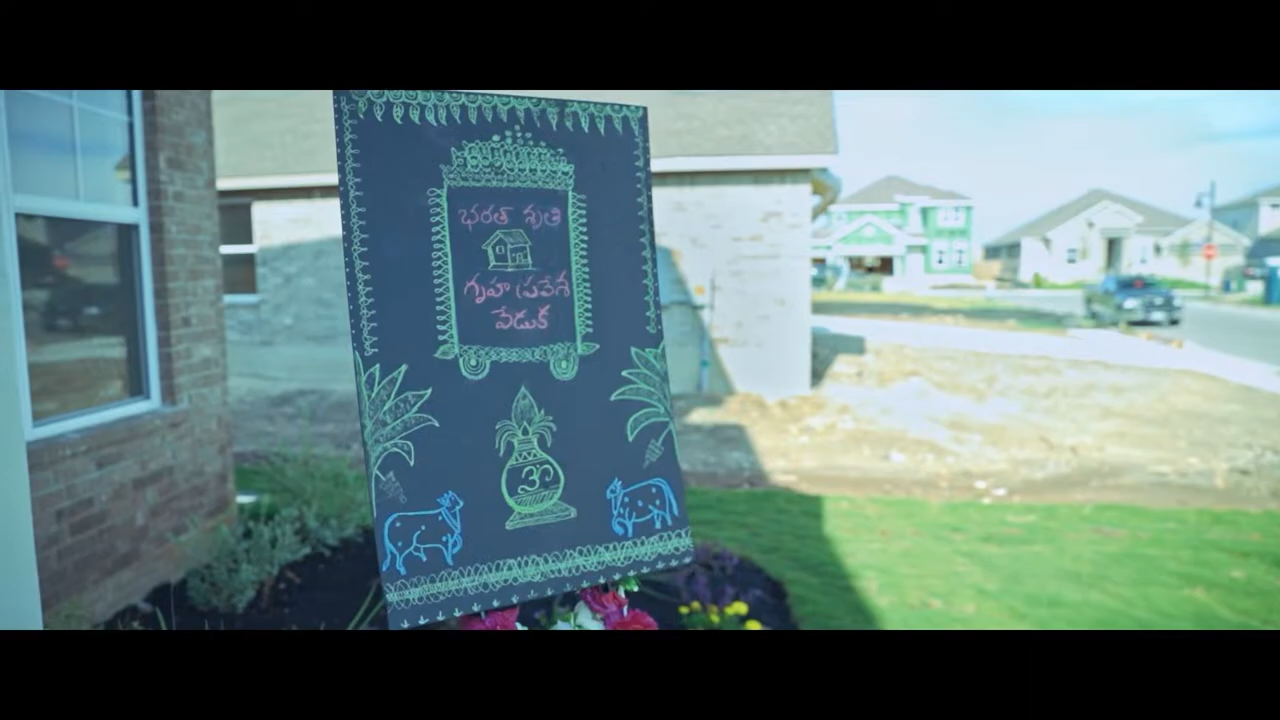 భరత్ స్మృతి
గృహ ప్రవేశ
వేడుక
ఓం